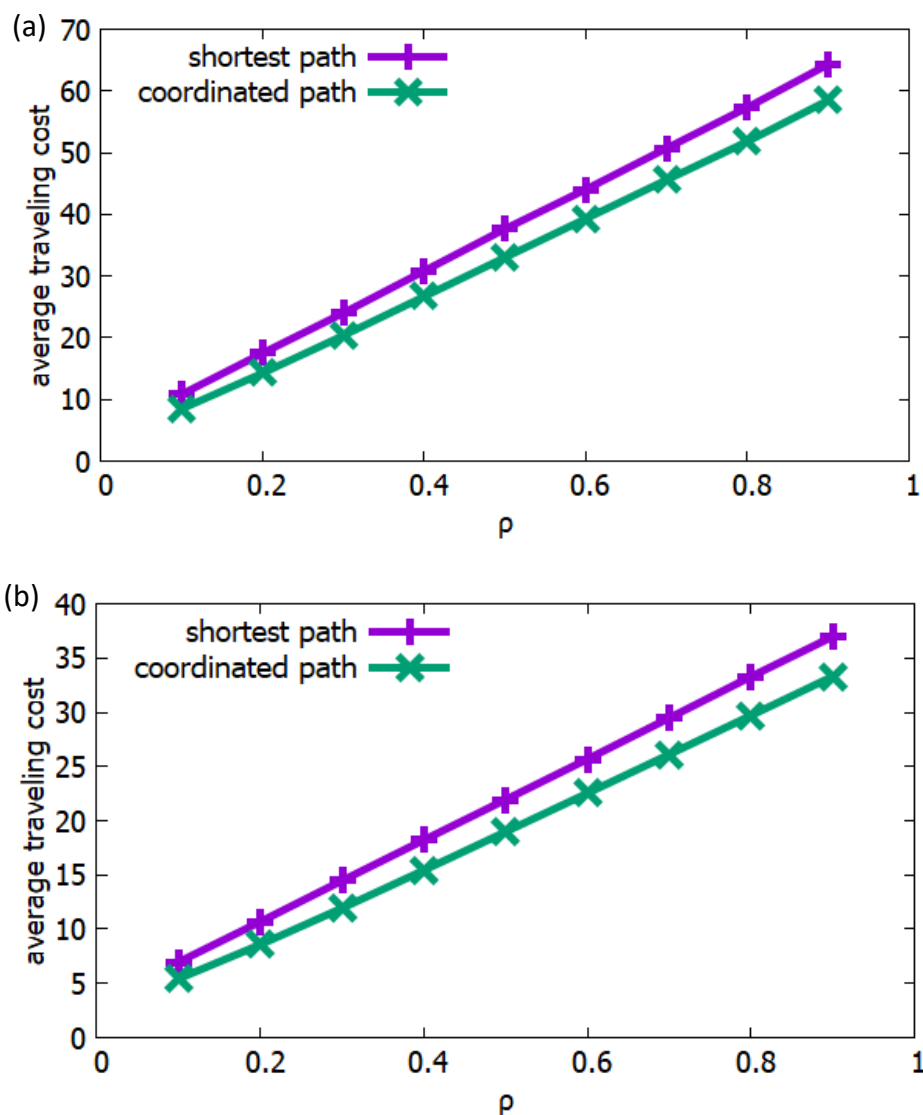 (a)
70
60
50
40
30
20
10
0
average traveling cost
shortest path
coordinated path
0 0.2 0.4 0.6 0.8 1
ρ
(b)
40
35
30
25
20
15
10
5
0
average traveling cost
shortest path
coordinated path
0 0.2 0.4 0.6 0.8 1
ρ